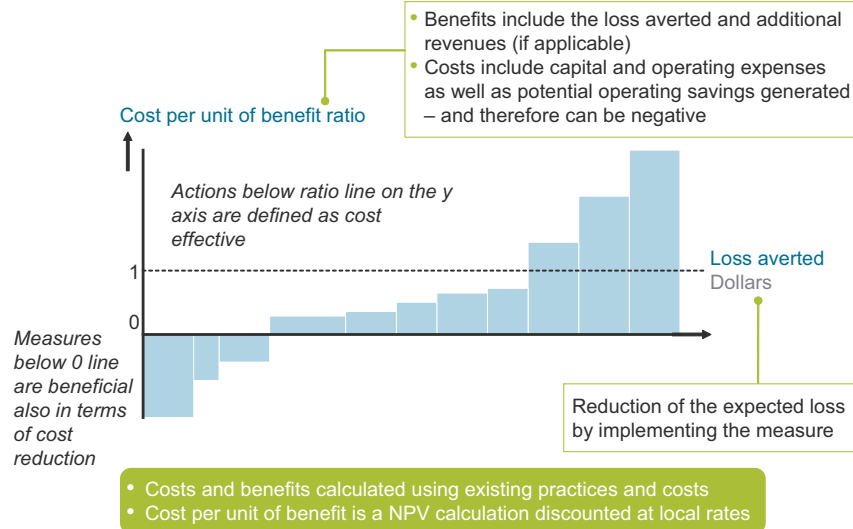 • Benefits include the loss averted and additional
revenues (if applicable)
• Costs include capital and operating expenses
as well as potential operating savings generated
– and therefore can be negative
Cost per unit of benefit ratio
Actions below ratio line on the y
axis are defined as cost
effective
1
0
Loss averted
Dollars
Measures
below 0 line
are beneficial
also in terms
of cost
reduction
Reduction of the expected loss
by implementing the measure
• Costs and benefits calculated using existing practices and costs
• Cost per unit of benefit is a NPV calculation discounted at local rates